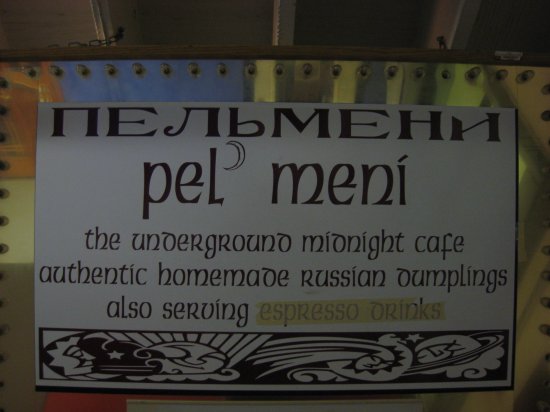 ПЕЛЬМЕНИ
pel' meni
the underground midnight cafe
authentic homemade russian dumplings
also serving espresso drinks